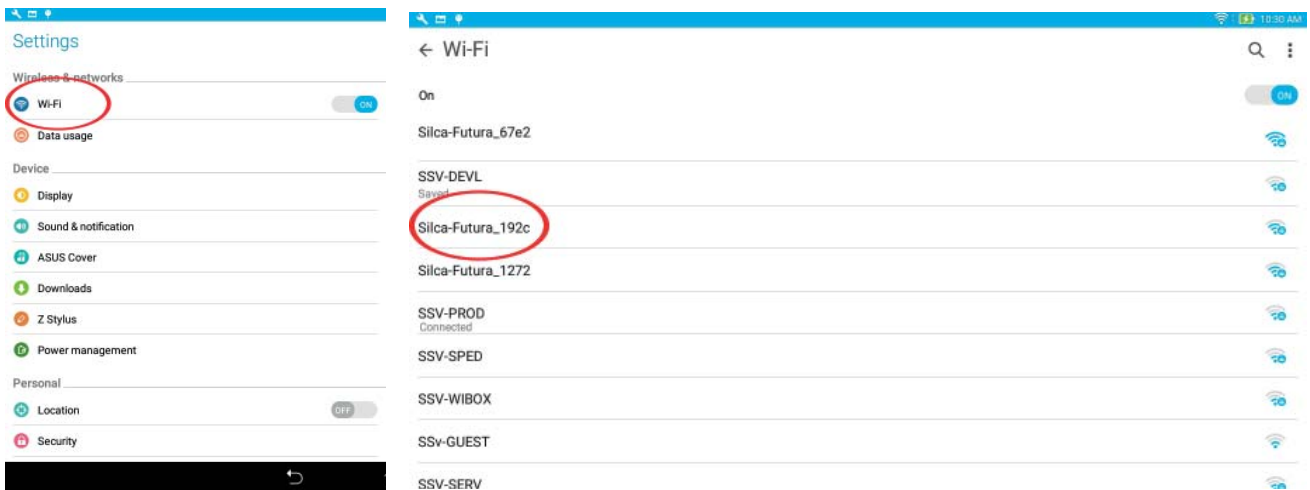 Settings
Wireless & networks
Wi-Fi
ON
Data usage
Device
Display
Sound & notification
ASUS Cover
Downloads
Z Stylus
Power management
Personal
Location
OFF
Security
10:30 AM
Wi-Fi
On
ON
Silca-Futura_67e2
SSV-DEVL
Saved
Silca-Futura_192c
Silca-Futura_1272
SSV-PROD
Connected
SSV-SPED
SSV-WIBOX
SSv-GUEST
SSV-SERV